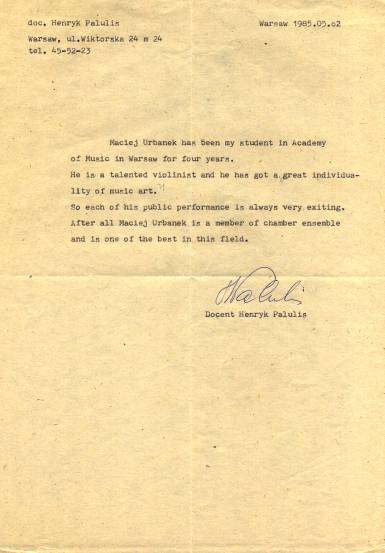 doc. Henryk Palulis
Warsaw 1985.05.02
Warsaw, ul.Wiktorska 24 m 24
tel. 45-52-23
Maciej Urbanek has been my student in Academy
of Music in Warsaw for four years.
He is a talented violinist and he has got a great individua-
lity of music art.
So each of his public performance is always very exiting.
After all Maciej Urbanek is a member of chamber ensemble
and is one of the best in this field.
HPalulis
Docent Henryk Palulis